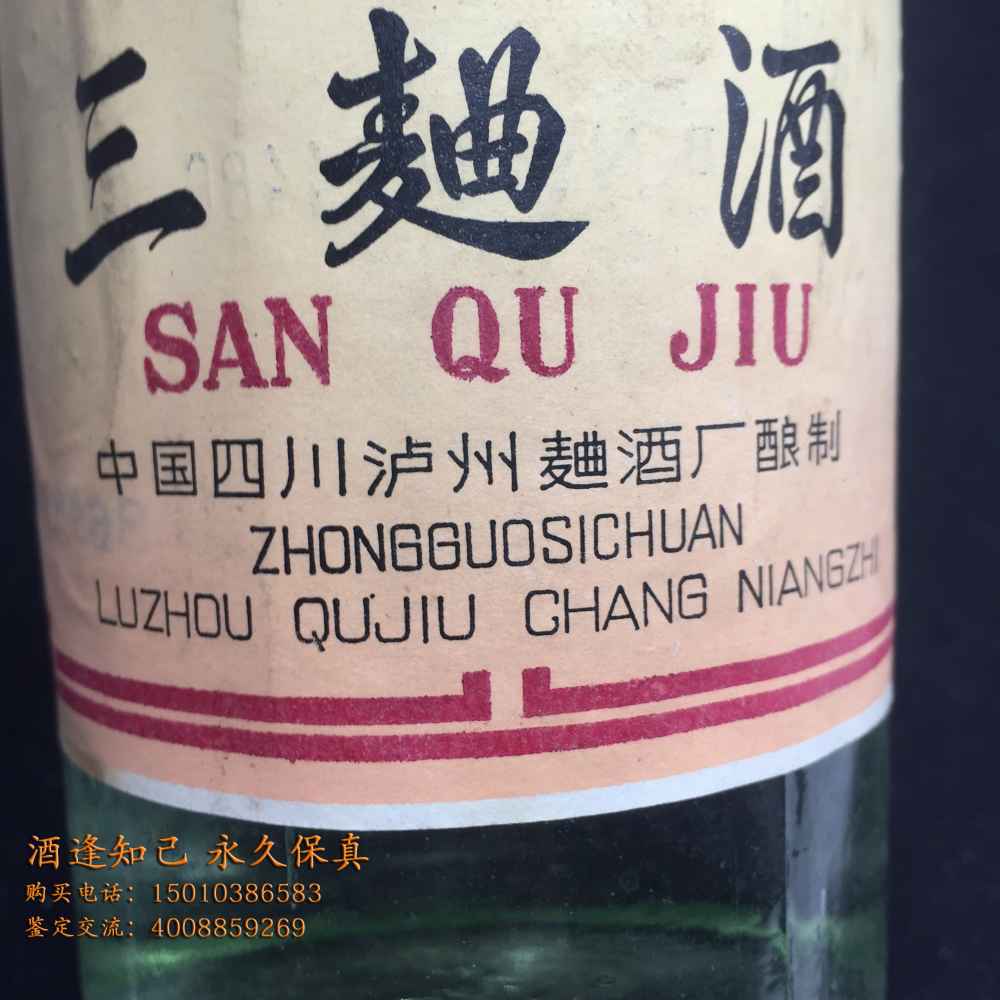 三麯酒
SAN QU JIU
中国四川泸州麯酒厂酿制
ZHONGGUOSICHUAN
LUZHOU QUJIU CHANG NIANGZHI
酒逢知己 永久保真
购买电话：15010386583
鉴定交流：4008859269